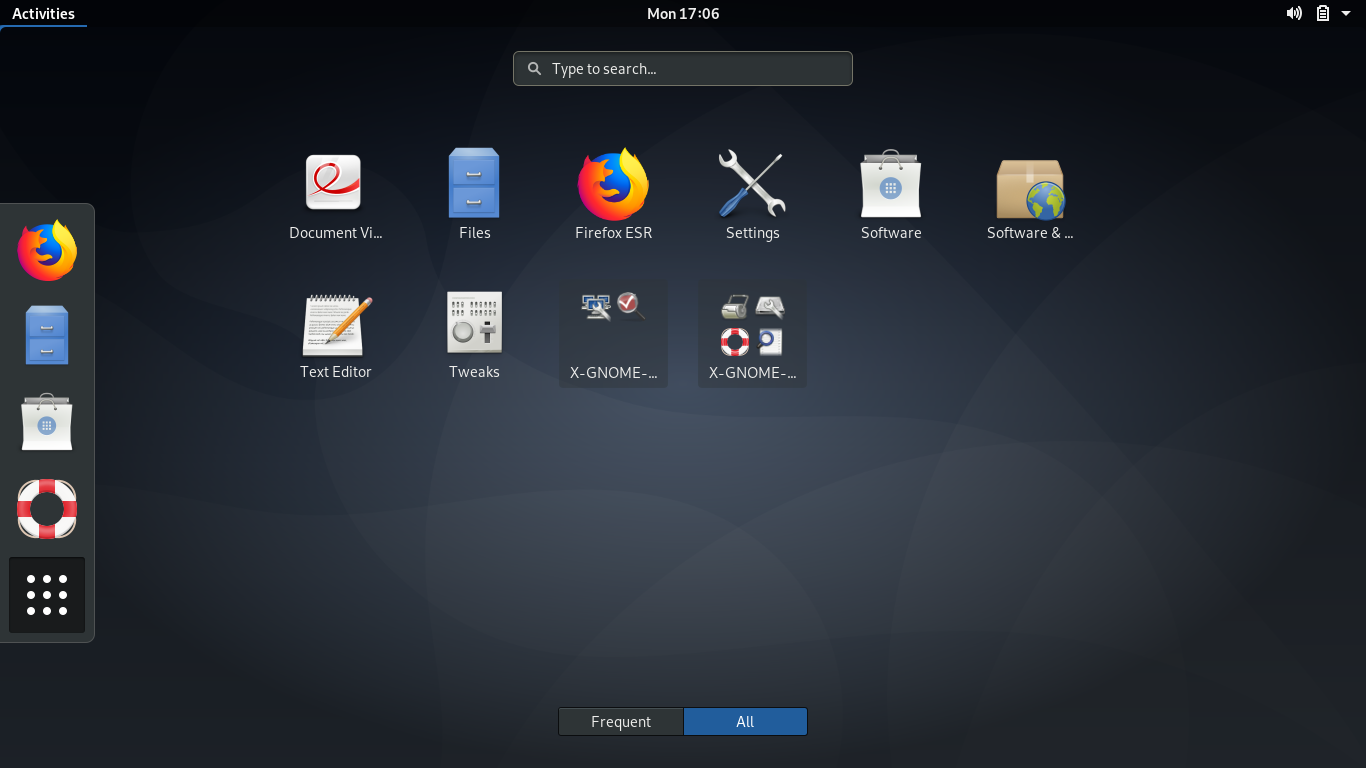 Activities
Mon 17:06
Type to search...
Document Vi...
Files
Firefox ESR
Settings
Software
Software & ...
Text Editor
Tweaks
X-GNOME-...
X-GNOME-...
Frequent
All